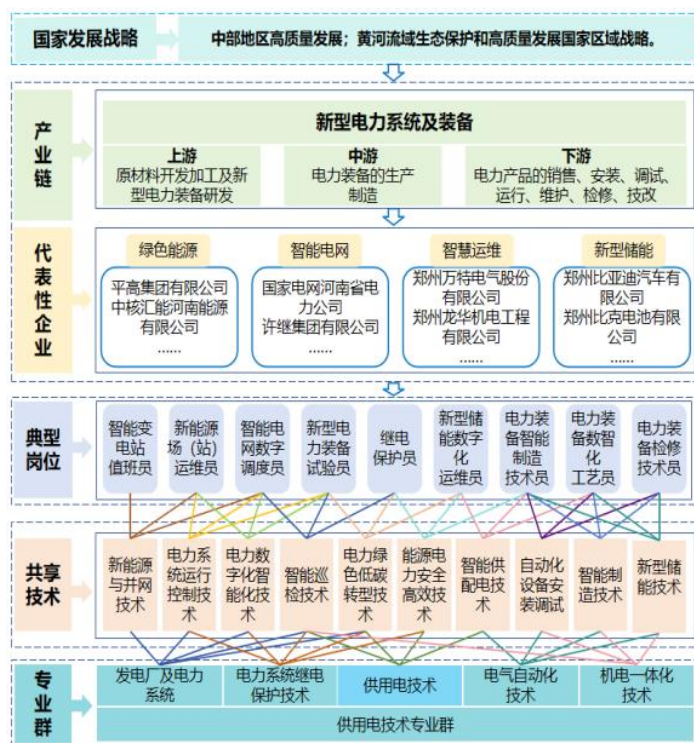 国家发展战略
中部地区高质量发展；黄河流域生态保护和高质量发展国家区域战略。
产业链
新型电力系统及装备
上游
原材料开发加工及新
型电力装备研发
中游
电力装备的生产
制造
下游
电力产品的销售、安装、调试、
运行、维护、检修、技改
代表性企业
绿色能源
平高集团有限公司
中核汇能河南能源
有限公司
……
智能电网
国家电网河南省电
力公司
许继集团有限公司
……
智慧运维
郑州万特电气股份
有限公司
郑州龙华机电工程
有限公司
……
新型储能
郑州比亚迪汽车有
限公司
郑州比克电池有限
公司
……
典型
岗位
智能变
电站
值班员
新能源
场（站）
运维员
智能电
网数字
调度员
新型电
力装备
试验员
继电
保护员
新型储
能数字
化
运维员
电力装
备智能
制造
技术员
电力装
备数智
化
工艺员
电力装
备检修
技术员
共享
技术
新能源
与并网
技术
电力系
统运行
控制技
术
电力数
字化智
能化技
术
智能巡
检技术
电力绿
色低碳
转型技
术
能源电
力安全
高效技
术
智能供
配电技
术
自动化
设备安
装调试
智能制
造技术
新型储
能技术
专业群
发电厂及电力
系统
电力系统继电
保护技术
供用电技术
电气自动化
技术
机电一体化
技术
供用电技术专业群